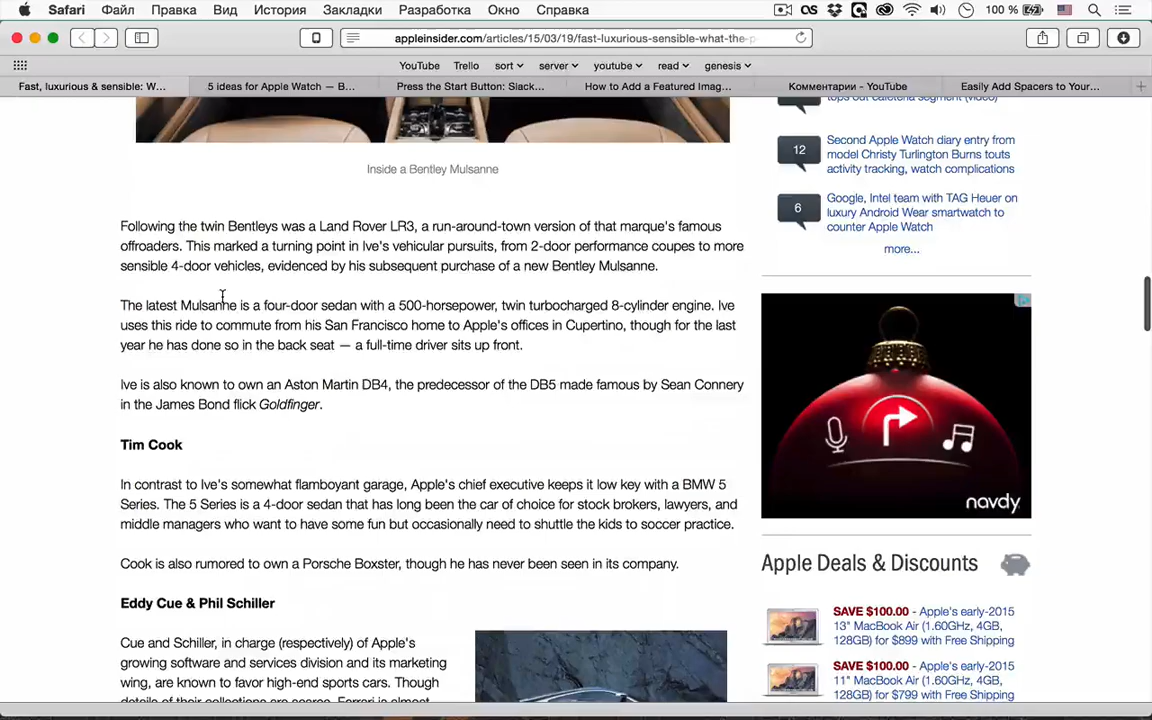 Safari Файл Правка Вид История Закладки Разработка Окно Справка 100 %
appleinsider.com/articles/15/03/19/fast-luxurious-sensible-what-the-p
YouTube Trello sort server youtube read genesis
Fast, luxurious & sensible: W... 5 ideas for Apple Watch — B... Press the Start Button: Slack... How to Add a Featured Imag... Комментарии - YouTube Easily Add Spacers to Your...
Inside a Bentley Mulsanne
Following the twin Bentleys was a Land Rover LR3, a run-around-town version of that marque's famous
offroaders. This marked a turning point in Ive's vehicular pursuits, from 2-door performance coupes to more
sensible 4-door vehicles, evidenced by his subsequent purchase of a new Bentley Mulsanne.
The latest Mulsanne is a four-door sedan with a 500-horsepower, twin turbocharged 8-cylinder engine. Ive
uses this ride to commute from his San Francisco home to Apple's offices in Cupertino, though for the last
year he has done so in the back seat — a full-time driver sits up front.
Ive is also known to own an Aston Martin DB4, the predecessor of the DB5 made famous by Sean Connery
in the James Bond flick Goldfinger.
Tim Cook
In contrast to Ive's somewhat flamboyant garage, Apple's chief executive keeps it low key with a BMW 5
Series. The 5 Series is a 4-door sedan that has long been the car of choice for stock brokers, lawyers, and
middle managers who want to have some fun but occasionally need to shuttle the kids to soccer practice.
Cook is also rumored to own a Porsche Boxster, though he has never been seen in its company.
Eddy Cue & Phil Schiller
Cue and Schiller, in charge (respectively) of Apple's
growing software and services division and its marketing
wing, are known to favor high-end sports cars. Though
details of their collections are scarce, Ferrari is almost
tops out Cafeteria segment (video)
12
Second Apple Watch diary entry from
model Christy Turlington Burns touts
activity tracking, watch complications
6
Google, Intel team with TAG Heuer on
luxury Android Wear smartwatch to
counter Apple Watch
more...
navdy
Apple Deals & Discounts
SAVE $100.00 - Apple's early-2015
13" MacBook Air (1.60GHz, 4GB,
128GB) for $899 with Free Shipping
SAVE $100.00 - Apple's early-2015
11" MacBook Air (1.60GHz, 4GB,
128GB) for $799 with Free Shipping